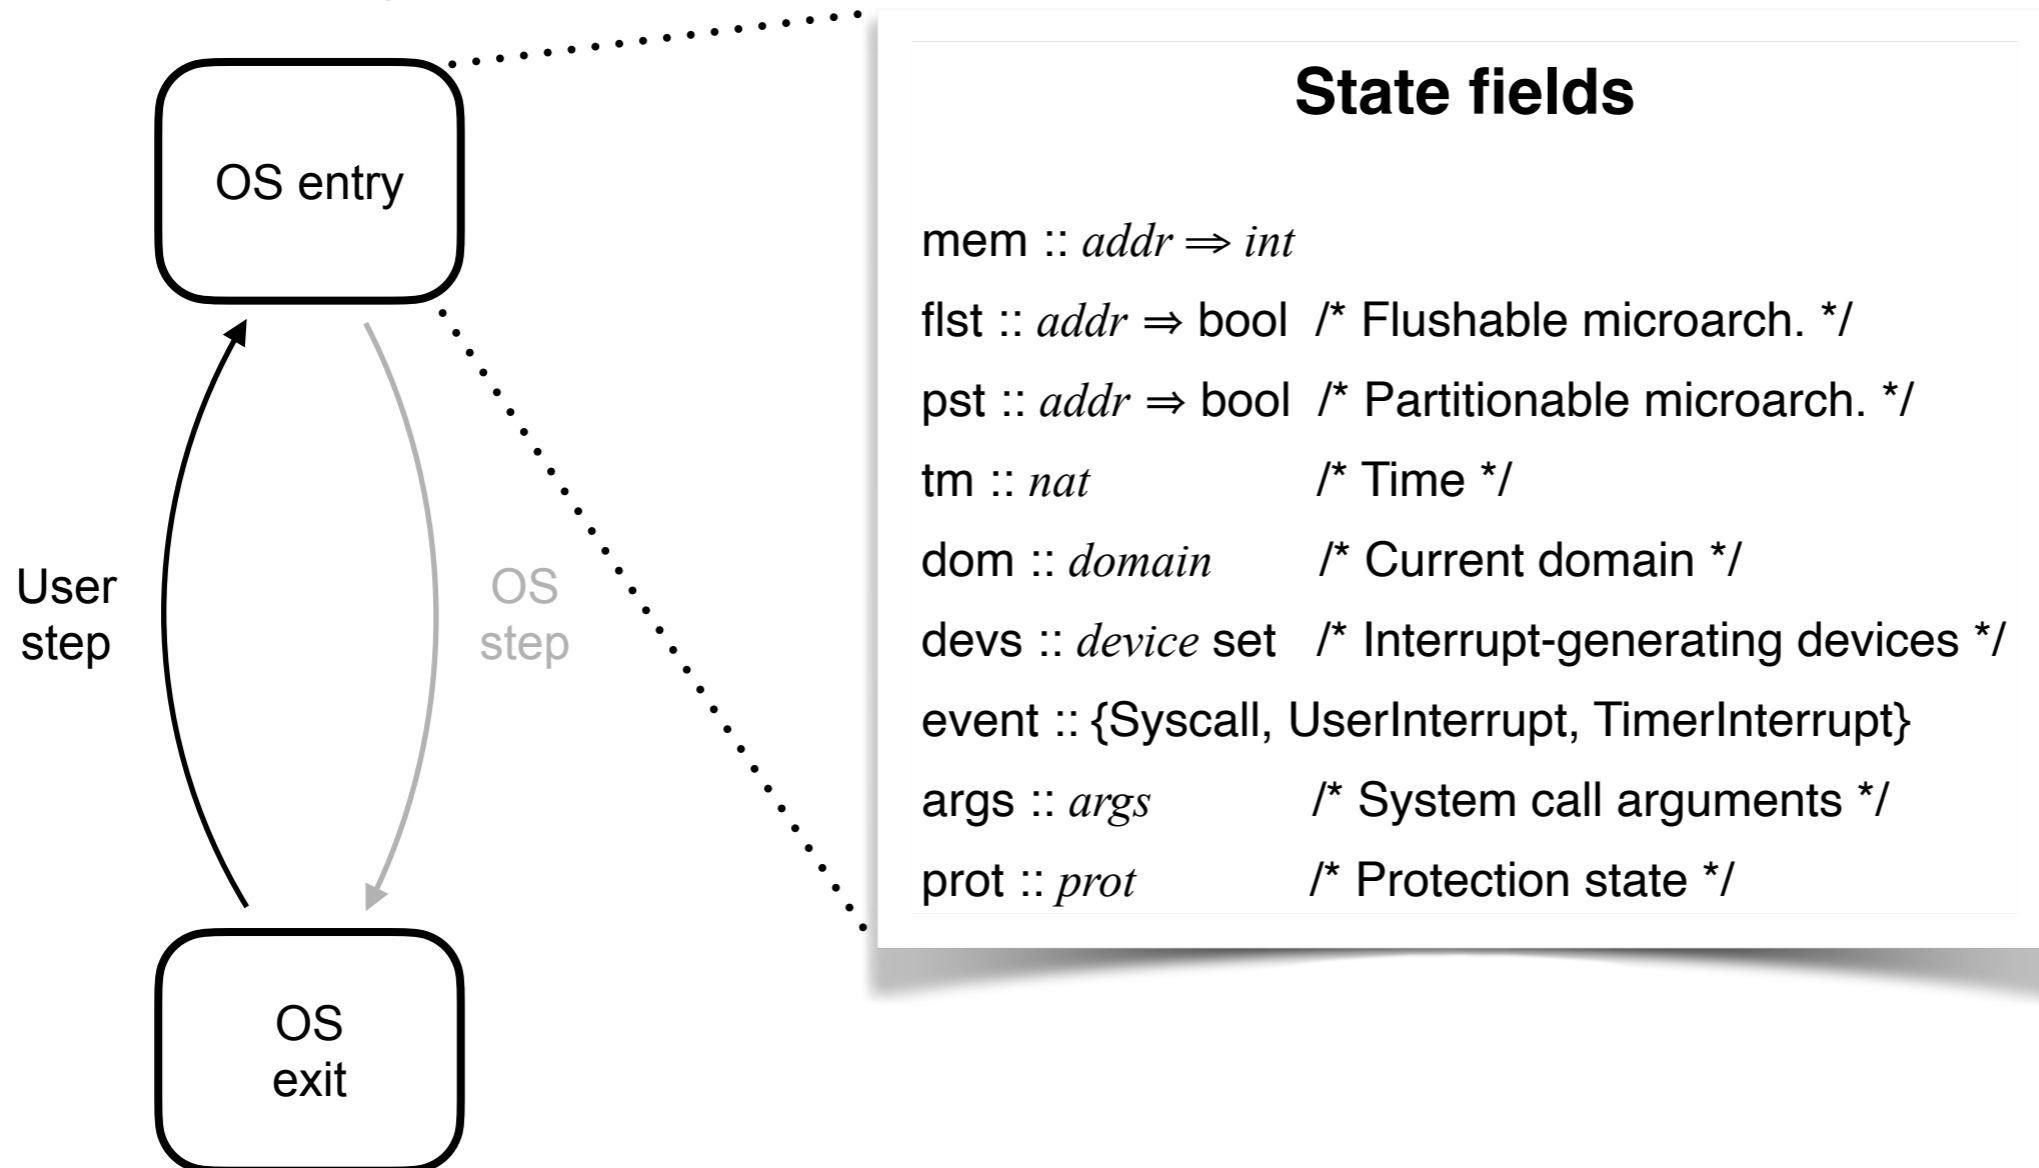 OS entry
User
step
OS
step
OS
exit
State fields
mem :: addr ⇒ int
flst :: addr ⇒ bool /* Flushable microarch. */
pst :: addr ⇒ bool /* Partitionable microarch. */
tm :: nat /* Time */
dom :: domain /* Current domain */
devs :: device set /* Interrupt-generating devices */
event :: {Syscall, UserInterrupt, TimerInterrupt}
args :: args /* System call arguments */
prot :: prot /* Protection state */